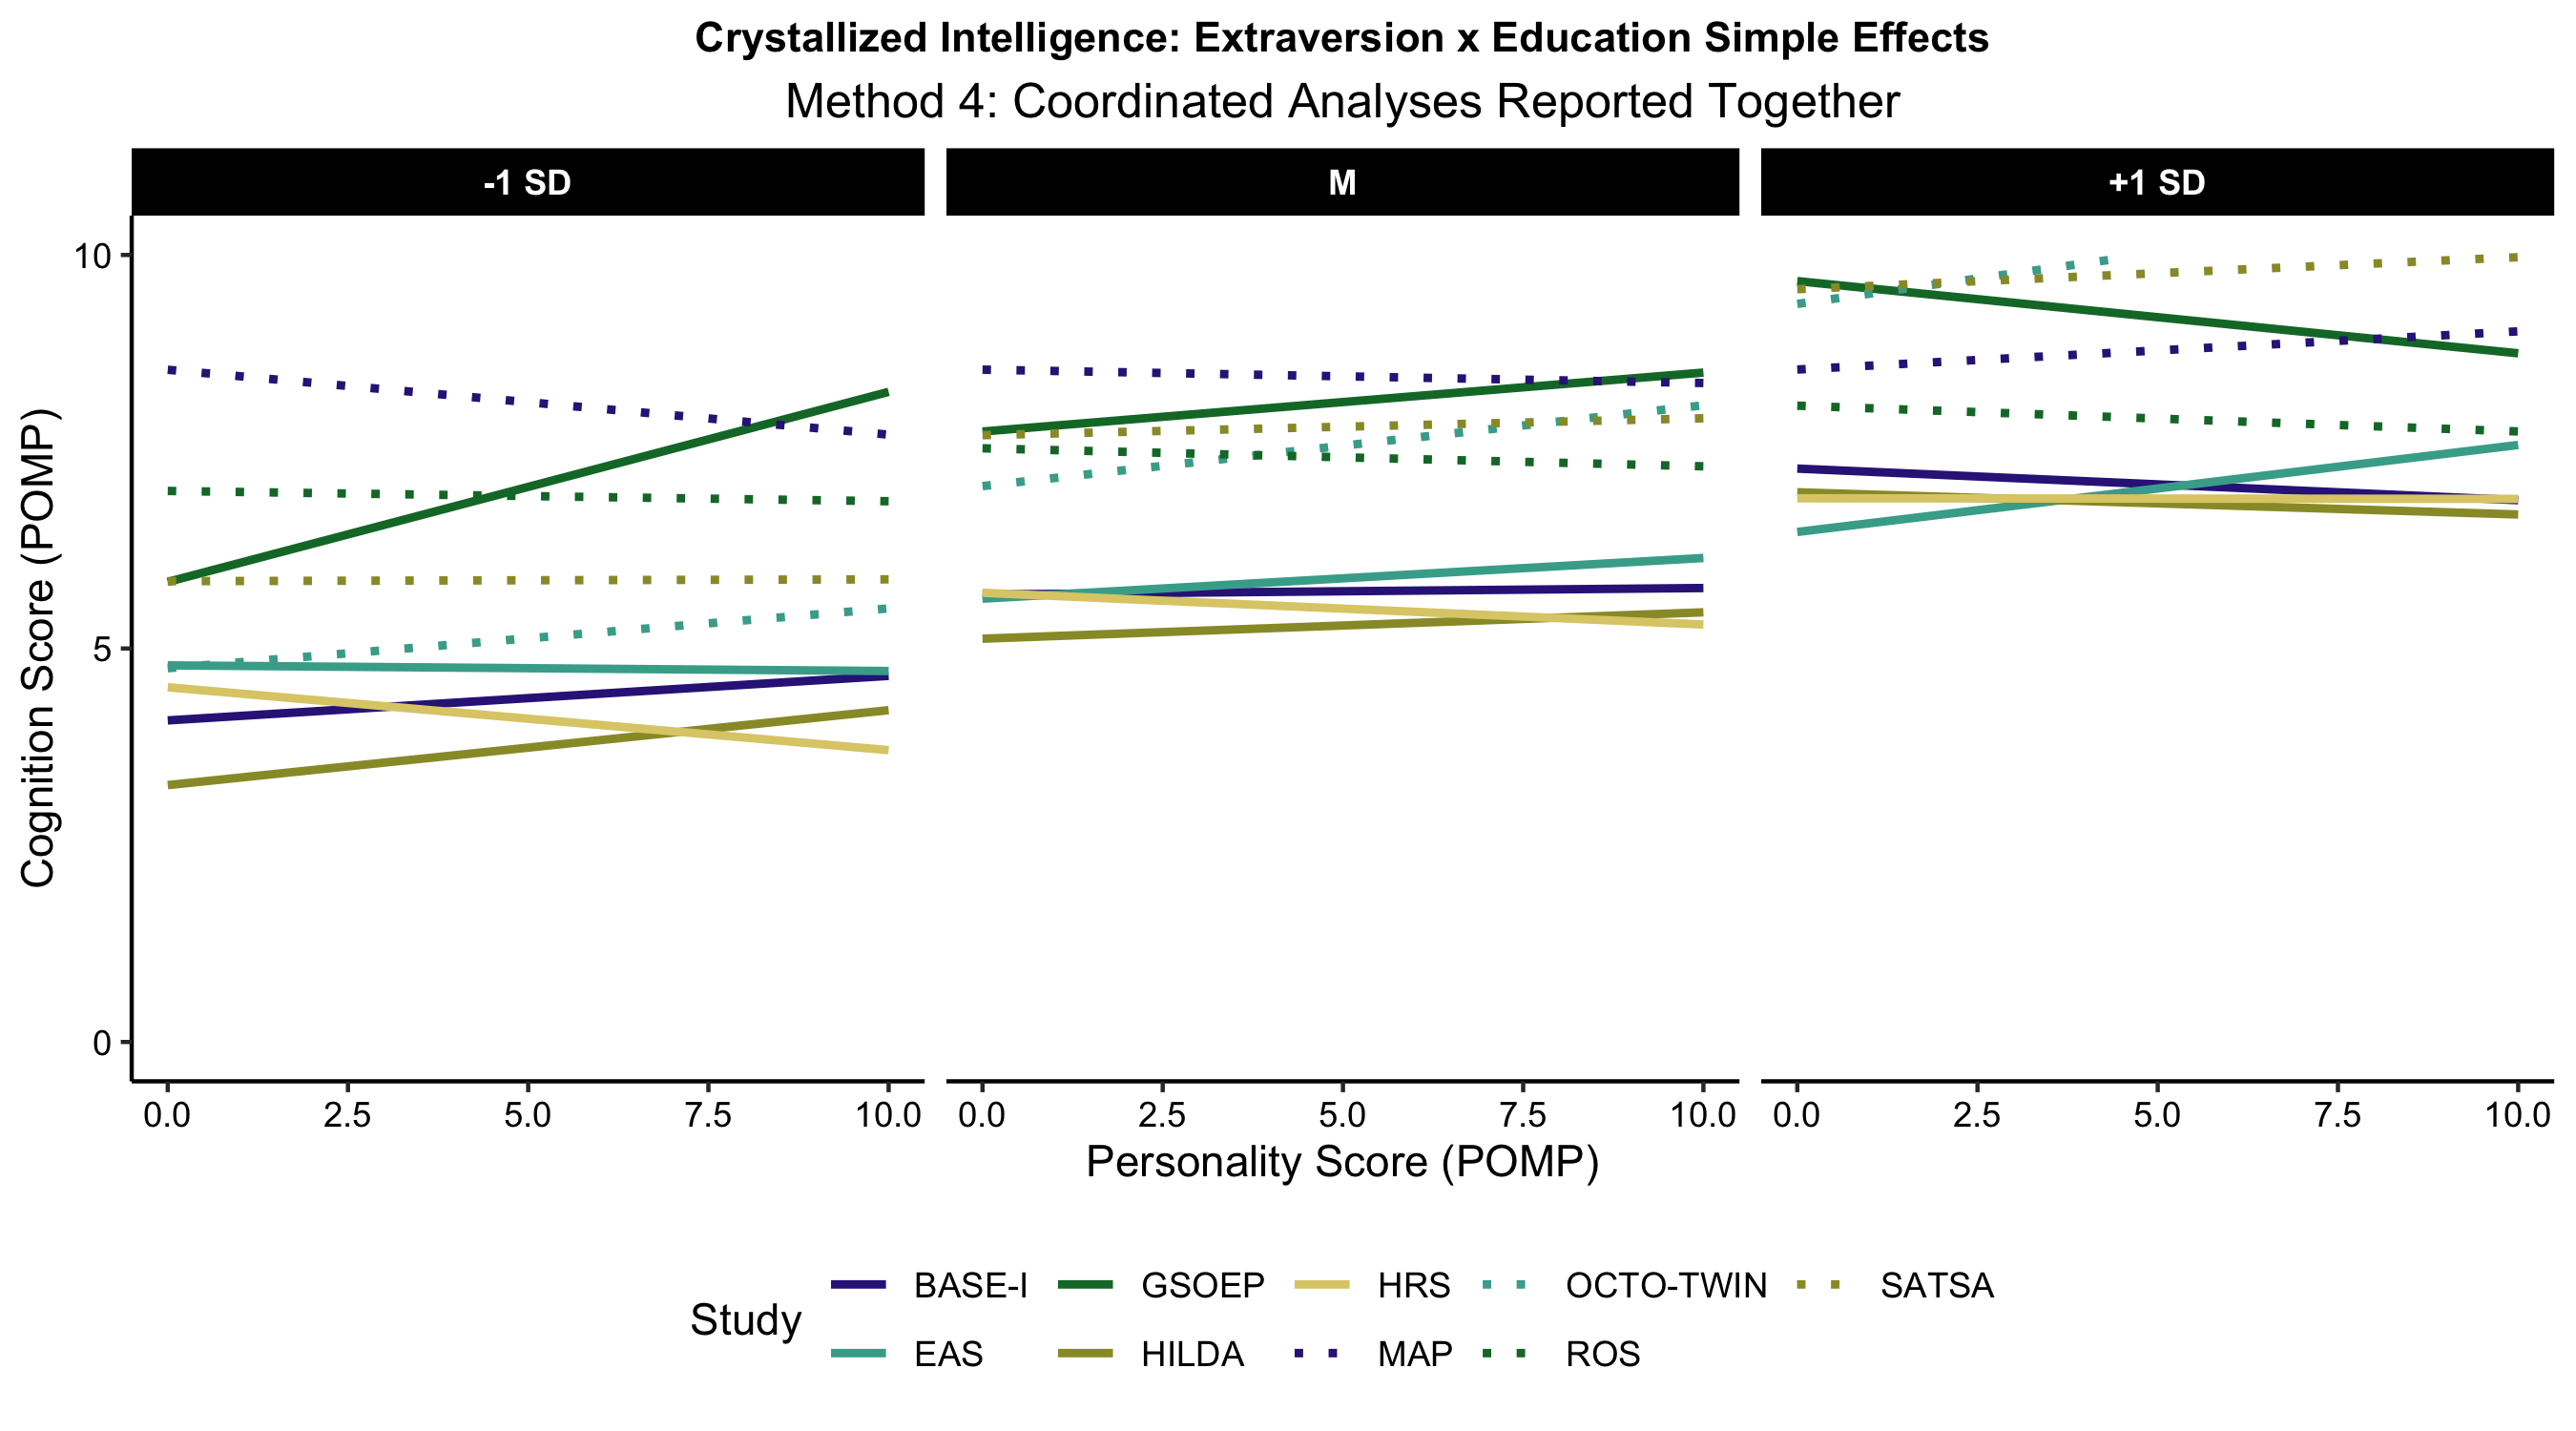 Crystallized Intelligence: Extraversion x Education Simple Effects
Method 4: Coordinated Analyses Reported Together
-1 SD M +1 SD
Cognition Score (POMP)
10
5
0
0.0 2.5 5.0 7.5 10.0 0.0 2.5 5.0 7.5 10.0 0.0 2.5 5.0 7.5 10.0
Personality Score (POMP)
Study
BASE-I GSOEP HRS OCTO-TWIN SATSA
EAS HILDA MAP ROS